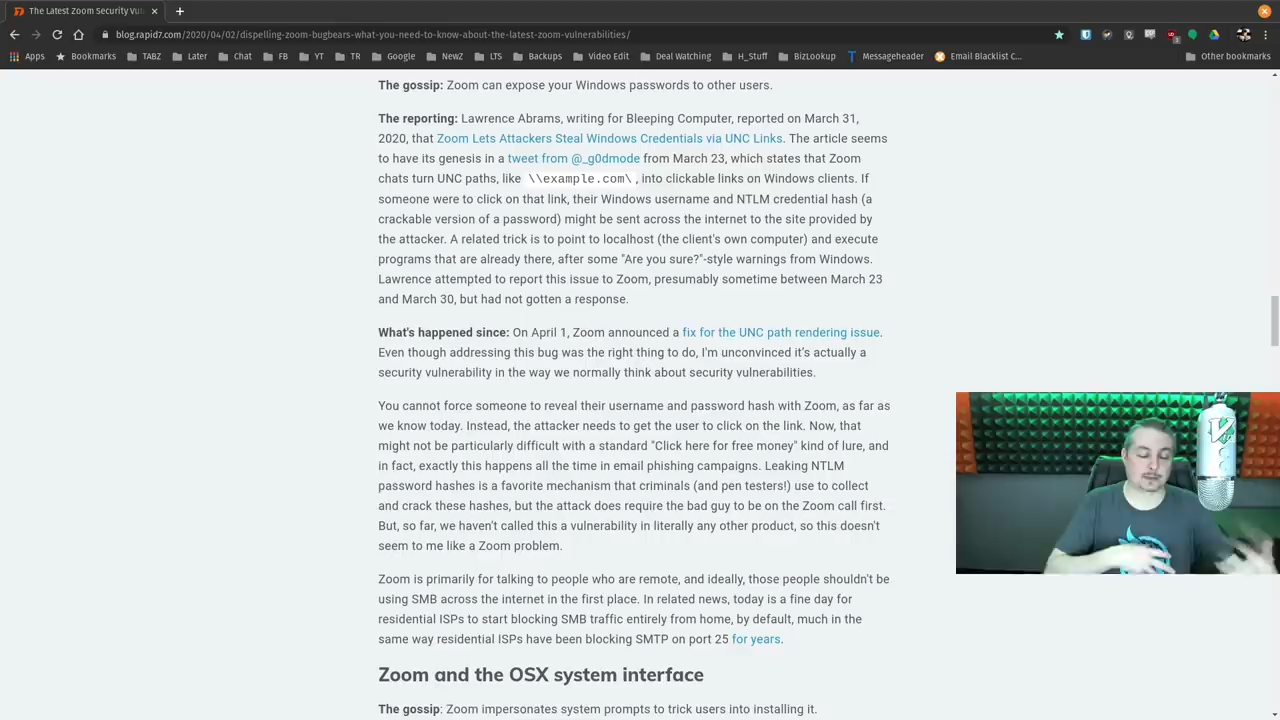 The Latest Zoom Security Vul
blog.rapid7.com/2020/04/02/dispelling-zoom-bugbears-what-you-need-to-know-about-the-latest-zoom-vulnerabilities/
Apps Bookmarks TABZ Later Chat FB YT TR Google NewZ LTS Backups Video Edit Deal Watching H_Stuff BizLookup Messageheader Email Blacklist C... Other bookmarks
The gossip: Zoom can expose your Windows passwords to other users.
The reporting: Lawrence Abrams, writing for Bleeping Computer, reported on March 31,
2020, that Zoom Lets Attackers Steal Windows Credentials via UNC Links. The article seems
to have its genesis in a tweet from @_g0dmode from March 23, which states that Zoom
chats turn UNC paths, like \\example.com\, into clickable links on Windows clients. If
someone were to click on that link, their Windows username and NTLM credential hash (a
crackable version of a password) might be sent across the internet to the site provided by
the attacker. A related trick is to point to localhost (the client's own computer) and execute
programs that are already there, after some "Are you sure?"-style warnings from Windows.
Lawrence attempted to report this issue to Zoom, presumably sometime between March 23
and March 30, but had not gotten a response.
What's happened since: On April 1, Zoom announced a fix for the UNC path rendering issue.
Even though addressing this bug was the right thing to do, I'm unconvinced it’s actually a
security vulnerability in the way we normally think about security vulnerabilities.
You cannot force someone to reveal their username and password hash with Zoom, as far as
we know today. Instead, the attacker needs to get the user to click on the link. Now, that
might not be particularly difficult with a standard "Click here for free money" kind of lure, and
in fact, exactly this happens all the time in email phishing campaigns. Leaking NTLM
password hashes is a favorite mechanism that criminals (and pen testers!) use to collect
and crack these hashes, but the attack does require the bad guy to be on the Zoom call first.
But, so far, we haven't called this a vulnerability in literally any other product, so this doesn't
seem to me like a Zoom problem.
Zoom is primarily for talking to people who are remote, and ideally, those people shouldn't be
using SMB across the internet in the first place. In related news, today is a fine day for
residential ISPs to start blocking SMB traffic entirely from home, by default, much in the
same way residential ISPs have been blocking SMTP on port 25 for years.
Zoom and the OSX system interface
The gossip: Zoom impersonates system prompts to trick users into installing it.